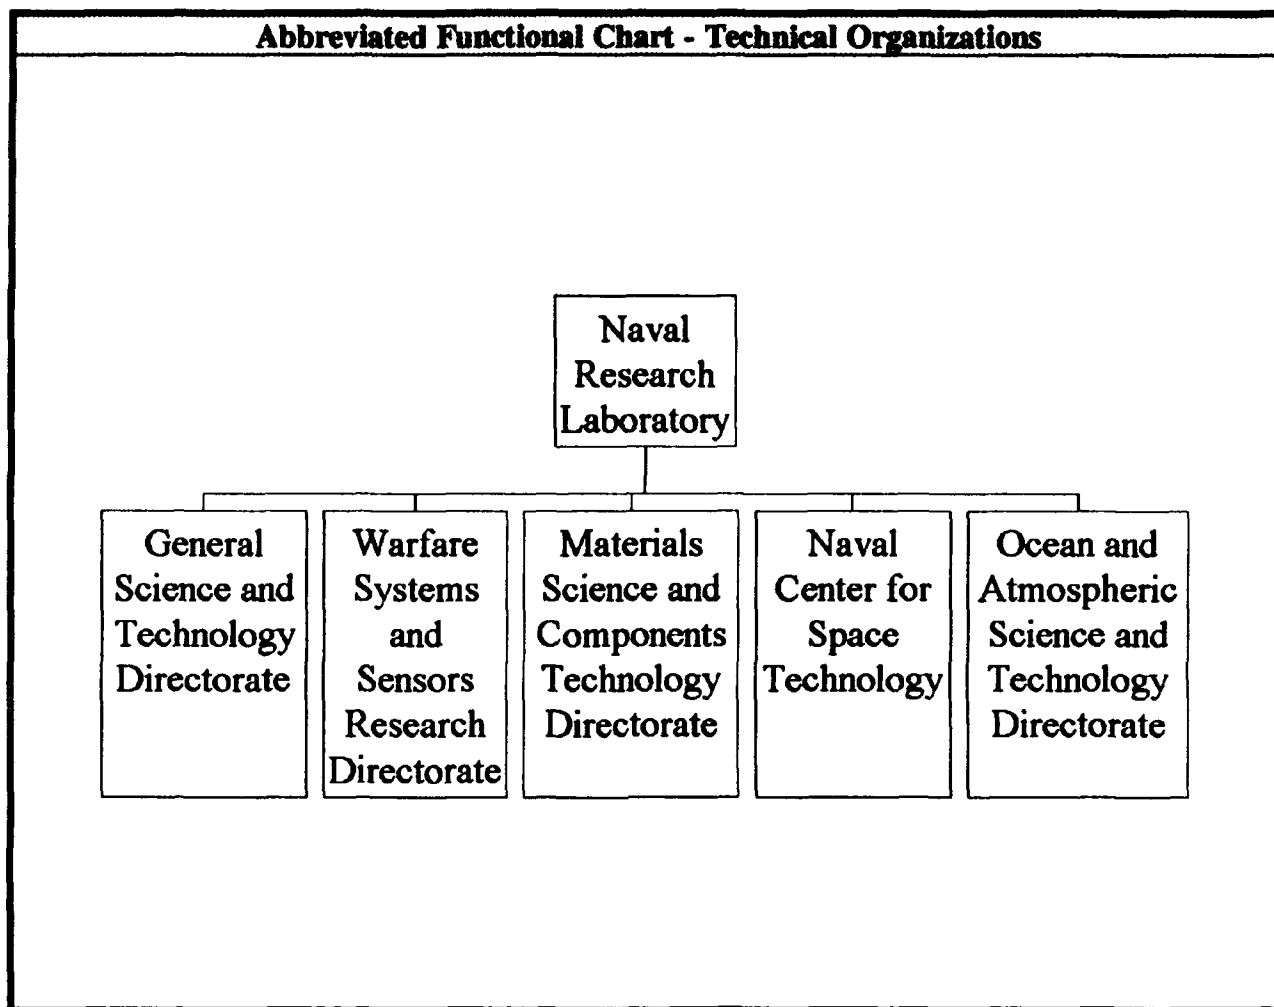 Abbreviated Functional Chart - Technical Organizations
Naval
Research
Laboratory
General
Science and
Technology
Directorate
Warfare
Systems
and
Sensors
Research
Directorate
Materials
Science and
Components
Technology
Directorate
Naval
Center for
Space
Technology
Ocean and
Atmospheric
Science and
Technology
Directorate